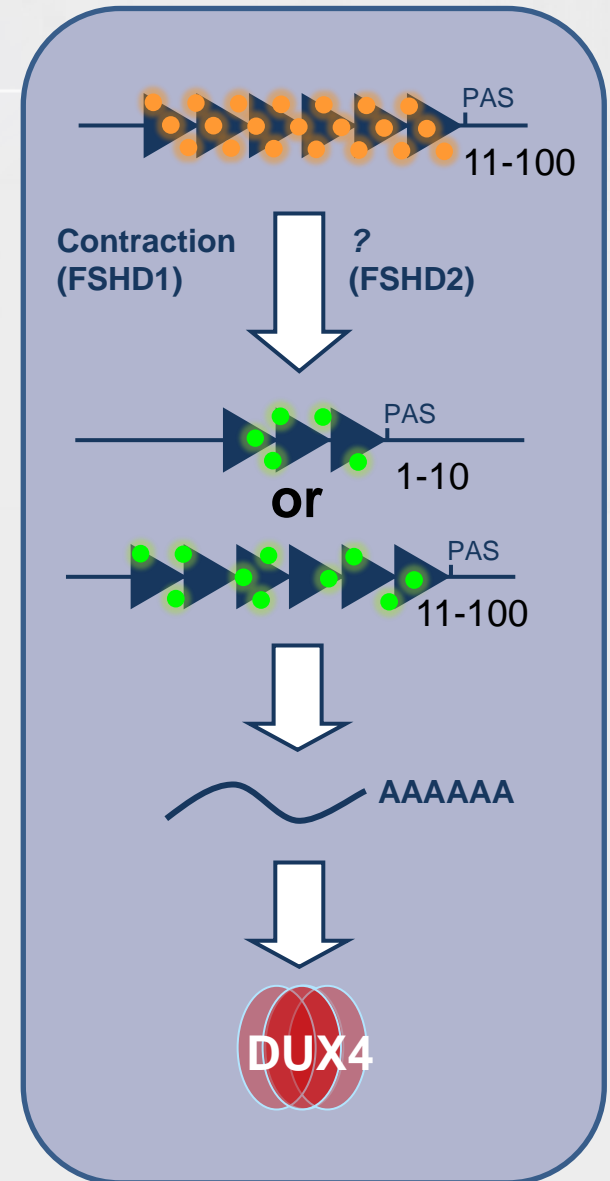 PAS
11-100
Contraction
(FSHD1)
?
(FSHD2)
PAS
1-10
or
PAS
11-100
AAAAAA
DUX4